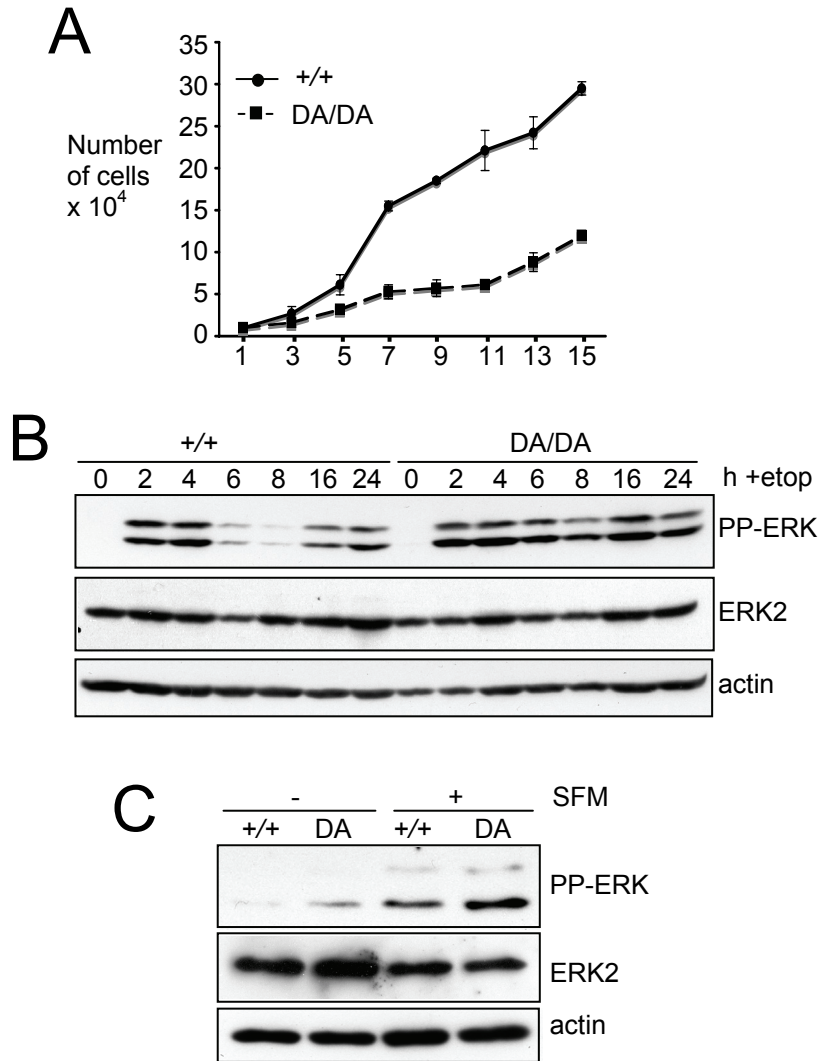 A
35
30
25
20
15
10
5
0
+/+
DA/DA
Number
of cells
x 10⁴
1 3 5 7 9 11 13 15
B
+/+ DA/DA
0 2 4 6 8 16 24 0 2 4 6 8 16 24 h +etop
PP-ERK
ERK2
actin
C
- + SFM
+/+ DA +/+ DA
PP-ERK
ERK2
actin